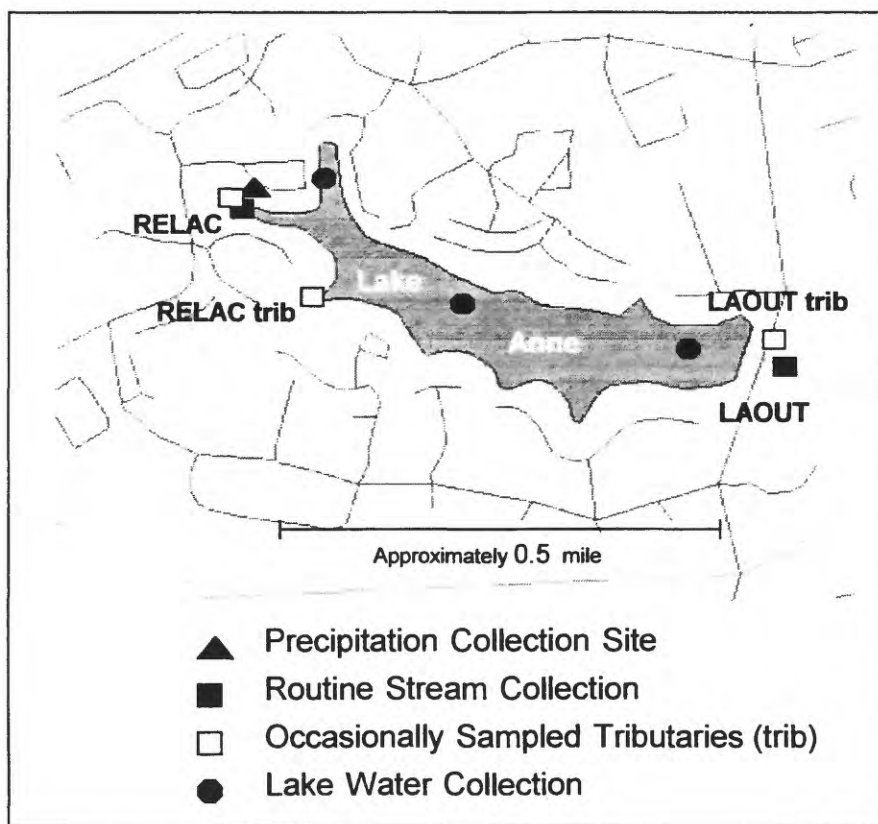 RELAC
Lake
RELAC trib
LAOUT trib
Anne
LAOUT
Approximately 0.5 mile
Precipitation Collection Site
Routine Stream Collection
Occasionally Sampled Tributaries (trib)
Lake Water Collection